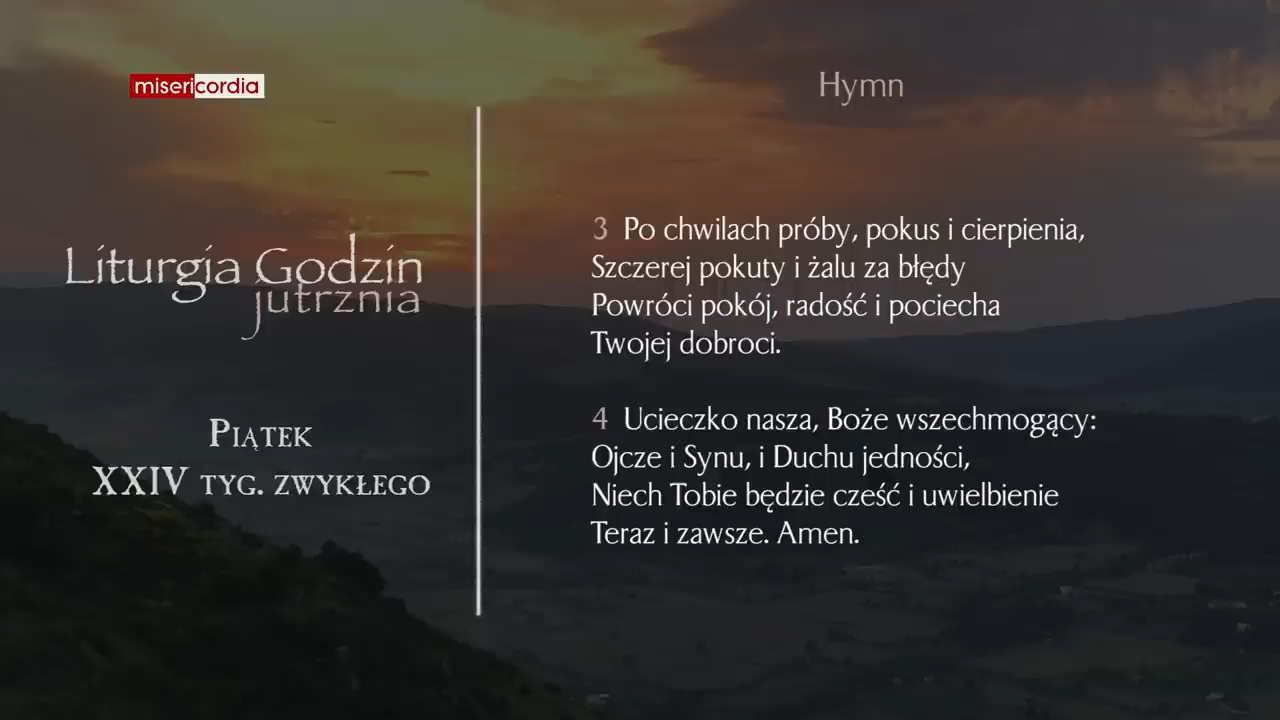 misericordia
Liturgia Godzin
jutrznia
Piątek
XXIV tyg. zwykłego
Hymn
3 Po chwilach próby, pokus i cierpienia,
Szczerej pokuty i żalu za błędy
Powróci pokój, radość i pociecha
Twojej dobroci.
4 Ucieczko nasza, Boże wszechmogący:
Ojcze i Synu, i Duchu jedności,
Niech Tobie będzie cześć i uwielbienie
Teraz i zawsze. Amen.